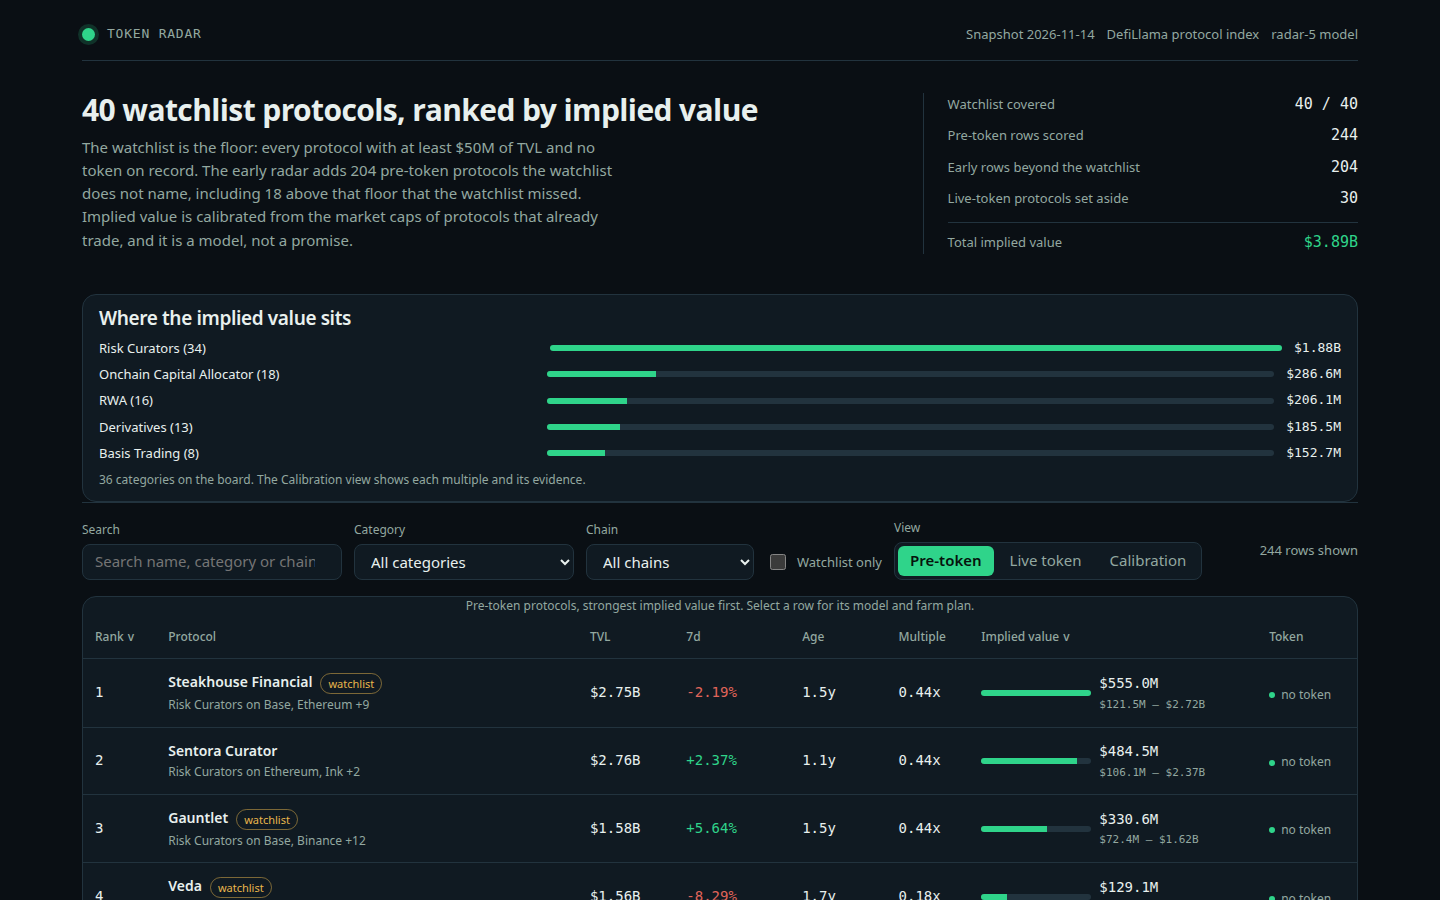 TOKEN RADAR
Snapshot 2026-11-14 DefiLlama protocol index radar-5 model
40 watchlist protocols, ranked by implied value
The watchlist is the floor: every protocol with at least $50M of TVL and no
token on record. The early radar adds 204 pre-token protocols the watchlist
does not name, including 18 above that floor that the watchlist missed.
Implied value is calibrated from the market caps of protocols that already
trade, and it is a model, not a promise.
Watchlist covered 40 / 40
Pre-token rows scored 244
Early rows beyond the watchlist 204
Live-token protocols set aside 30
Total implied value $3.89B
Where the implied value sits
Risk Curators (34) $1.88B
Onchain Capital Allocator (18) $286.6M
RWA (16) $206.1M
Derivatives (13) $185.5M
Basis Trading (8) $152.7M
36 categories on the board. The Calibration view shows each multiple and its evidence.
Search Category Chain View
Search name, category or chain All categories All chains Watchlist only Pre-token Live token Calibration 244 rows shown
Pre-token protocols, strongest implied value first. Select a row for its model and farm plan.
Rank v Protocol TVL 7d Age Multiple Implied value v Token
1 Steakhouse Financial watchlist $2.75B -2.19% 1.5y 0.44x $555.0M no token
Risk Curators on Base, Ethereum +9 $121.5M — $2.72B
2 Sentora Curator $2.76B +2.37% 1.1y 0.44x $484.5M no token
Risk Curators on Ethereum, Ink +2 $106.1M — $2.37B
3 Gauntlet watchlist $1.58B +5.64% 1.5y 0.44x $330.6M no token
Risk Curators on Base, Binance +12 $72.4M — $1.62B
4 Veda watchlist $1.56B -8.29% 1.7y 0.18x $129.1M no token